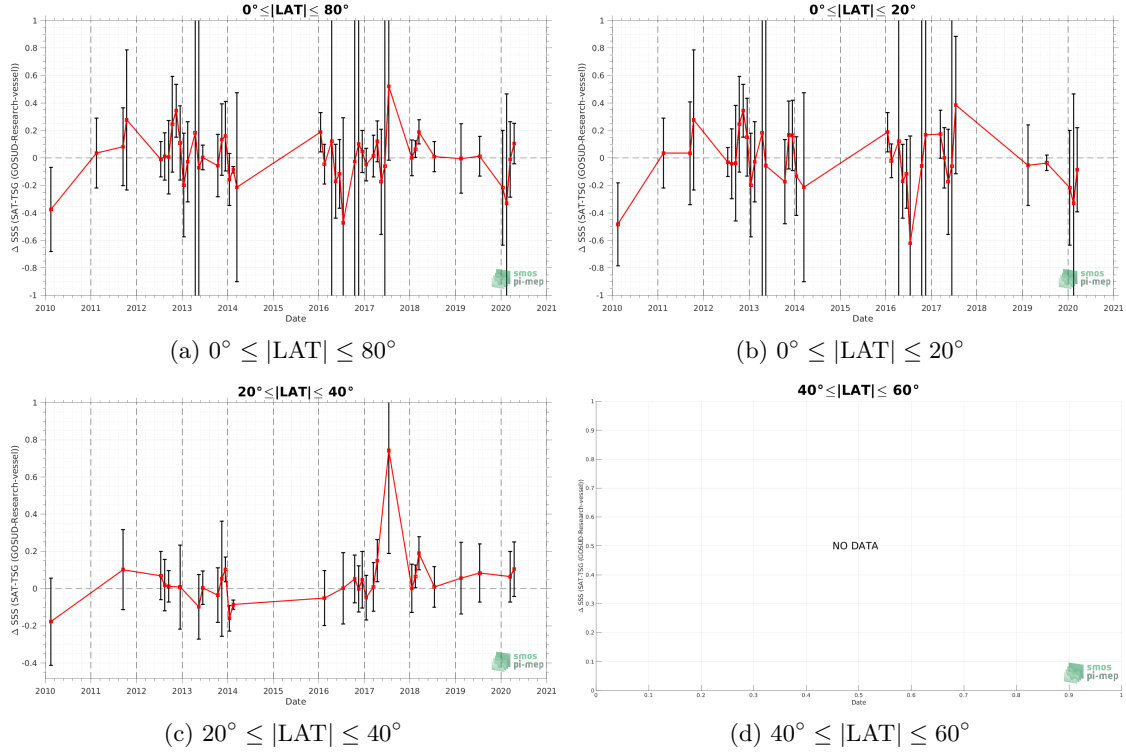 0°≤|LAT|≤ 80°
1
0.8
0.6
0.4
0.2
0
-0.2
-0.4
-0.6
-0.8
-1
Δ SSS (SAT-TSG (GOSUD-Research-vessel))
2010 2011 2012 2013 2014 2015 2016 2017 2018 2019 2020 2021
Date
smos
pi-mep
(a) 0° ≤ |LAT| ≤ 80°
0°≤|LAT|≤ 20°
1
0.8
0.6
0.4
0.2
0
-0.2
-0.4
-0.6
-0.8
-1
Δ SSS (SAT-TSG (GOSUD-Research-vessel))
2010 2011 2012 2013 2014 2015 2016 2017 2018 2019 2020 2021
Date
smos
pi-mep
(b) 0° ≤ |LAT| ≤ 20°
20°≤|LAT|≤ 40°
1
0.8
0.6
0.4
0.2
0
-0.2
-0.4
Δ SSS (SAT-TSG (GOSUD-Research-vessel))
2010 2011 2012 2013 2014 2015 2016 2017 2018 2019 2020 2021
Date
smos
pi-mep
(c) 20° ≤ |LAT| ≤ 40°
40°≤|LAT|≤ 60°
1
0.9
0.8
0.7
0.6
0.5
0.4
0.3
0.2
0.1
0
Δ SSS (SAT-TSG (GOSUD-Research-vessel))
NO DATA
0 0.1 0.2 0.3 0.4 0.5 0.6 0.7 0.8 0.9 1
Date
smos
pi-mep
(d) 40° ≤ |LAT| ≤ 60°